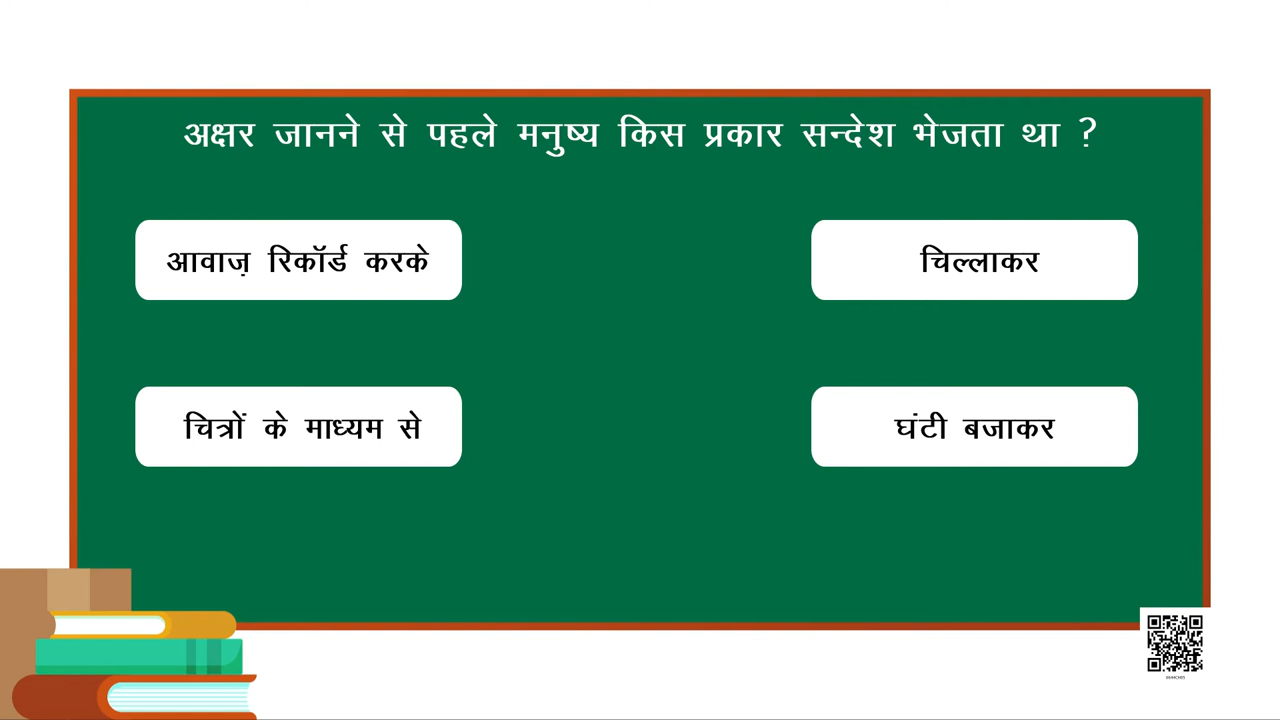 अक्षर जानने से पहले मनुष्य किस प्रकार सन्देश भेजता था ?
आवाज़ रिकॉर्ड करके
चिल्लाकर
चित्रों के माध्यम से
घंटी बजाकर